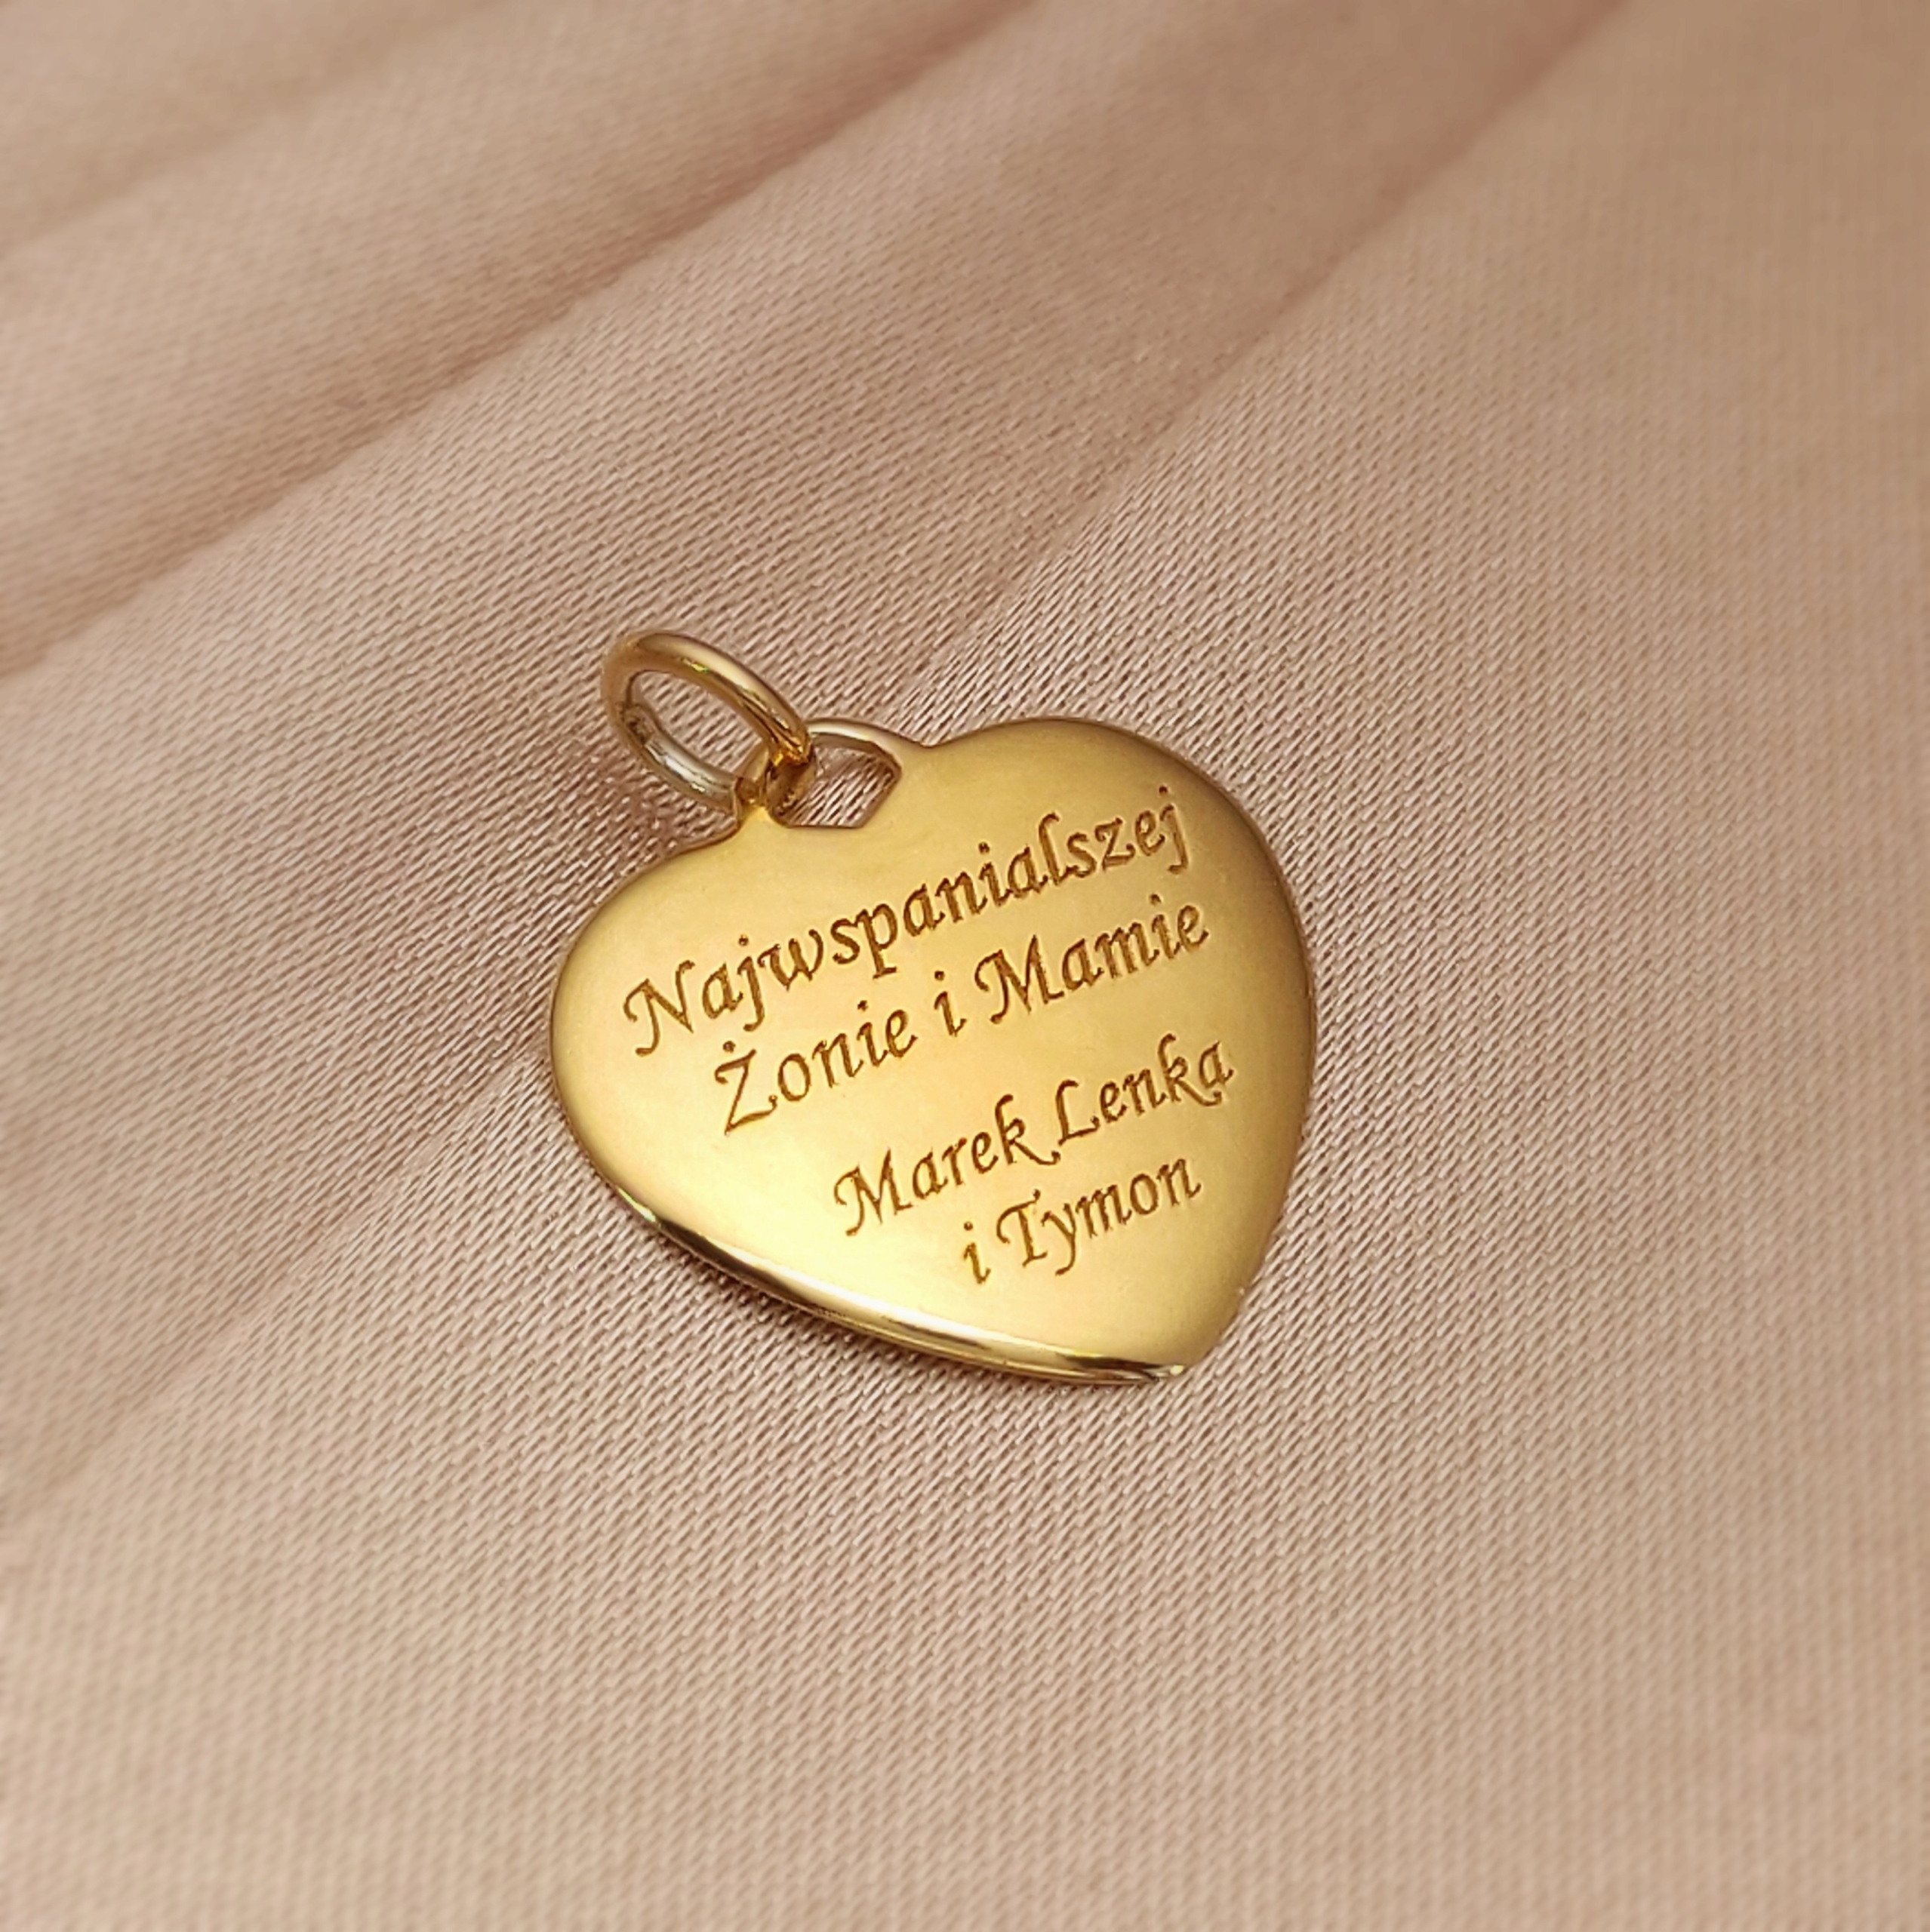 Najwspanialszej
Żonie i Mamie
Marek Lenka
i Tymon